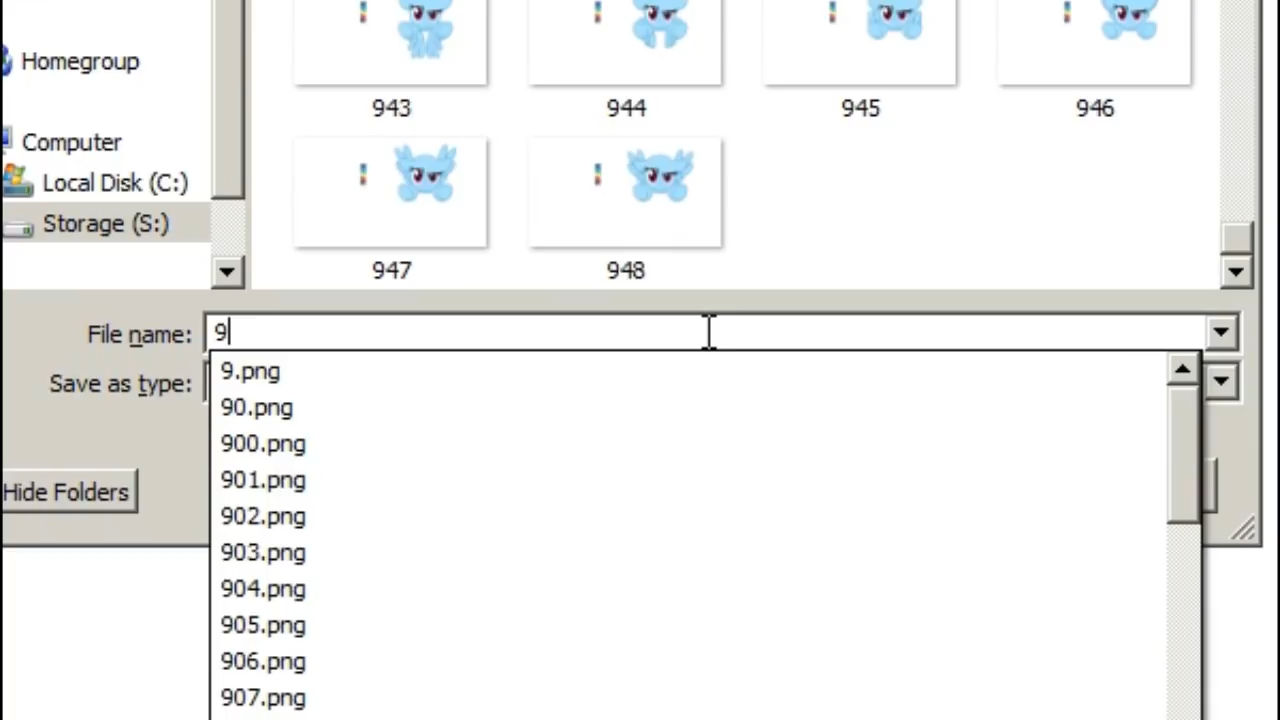 Homegroup
943 944 945 946
Computer
Local Disk (C:)
Storage (S:)
947 948
File name: 9
Save as type:
9.png
90.png
900.png
Hide Folders
901.png
902.png
903.png
904.png
905.png
906.png
907.png